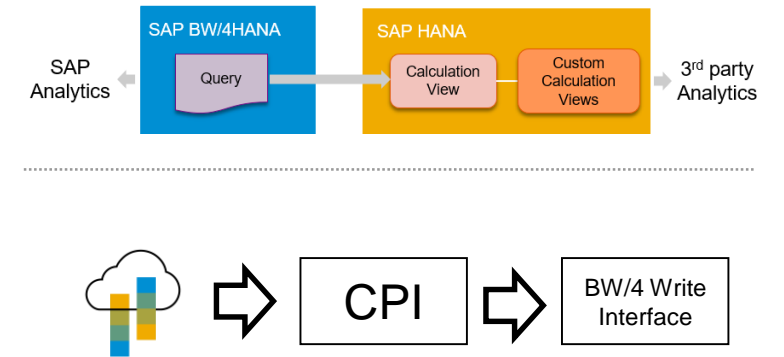 SAP BW/4HANA
SAP HANA
SAP
Analytics
Query
Calculation
View
Custom
Calculation
Views
3rd party
Analytics
CPI
BW/4 Write
Interface